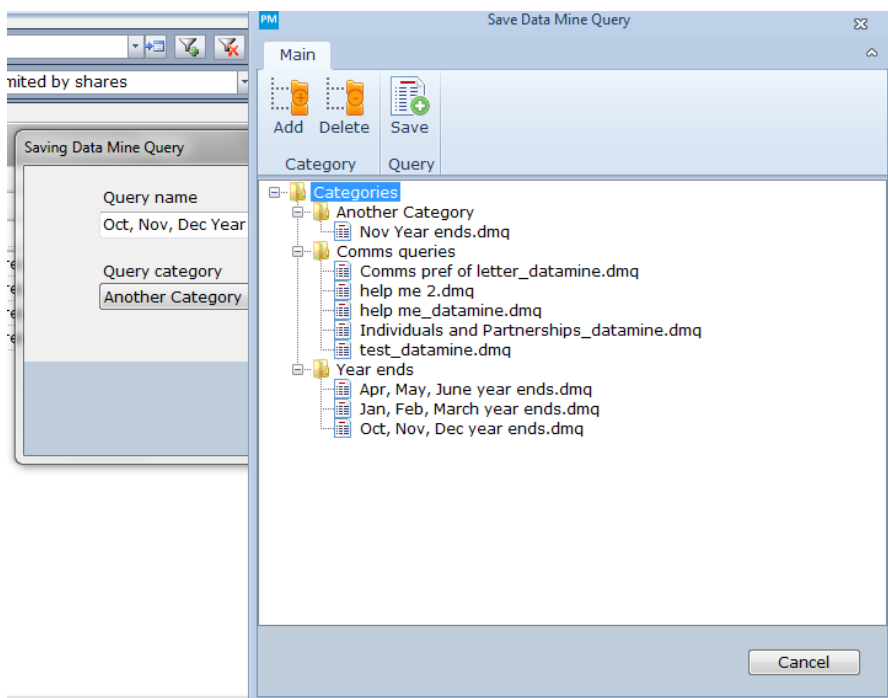 PM
Save Data Mine Query
Main
mited by shares
Add
Delete
Save
Category
Query
Saving Data Mine Query
Query name
Oct, Nov, Dec Year
Query category
Another Category
Categories
Another Category
Nov Year ends.dmq
Comms queries
Comms pref of letter_datamine.dmq
help me 2.dmq
help me_datamine.dmq
Individuals and Partnerships_datamine.dmq
test_datamine.dmq
Year ends
Apr, May, June year ends.dmq
Jan, Feb, March year ends.dmq
Oct, Nov, Dec year ends.dmq
Cancel